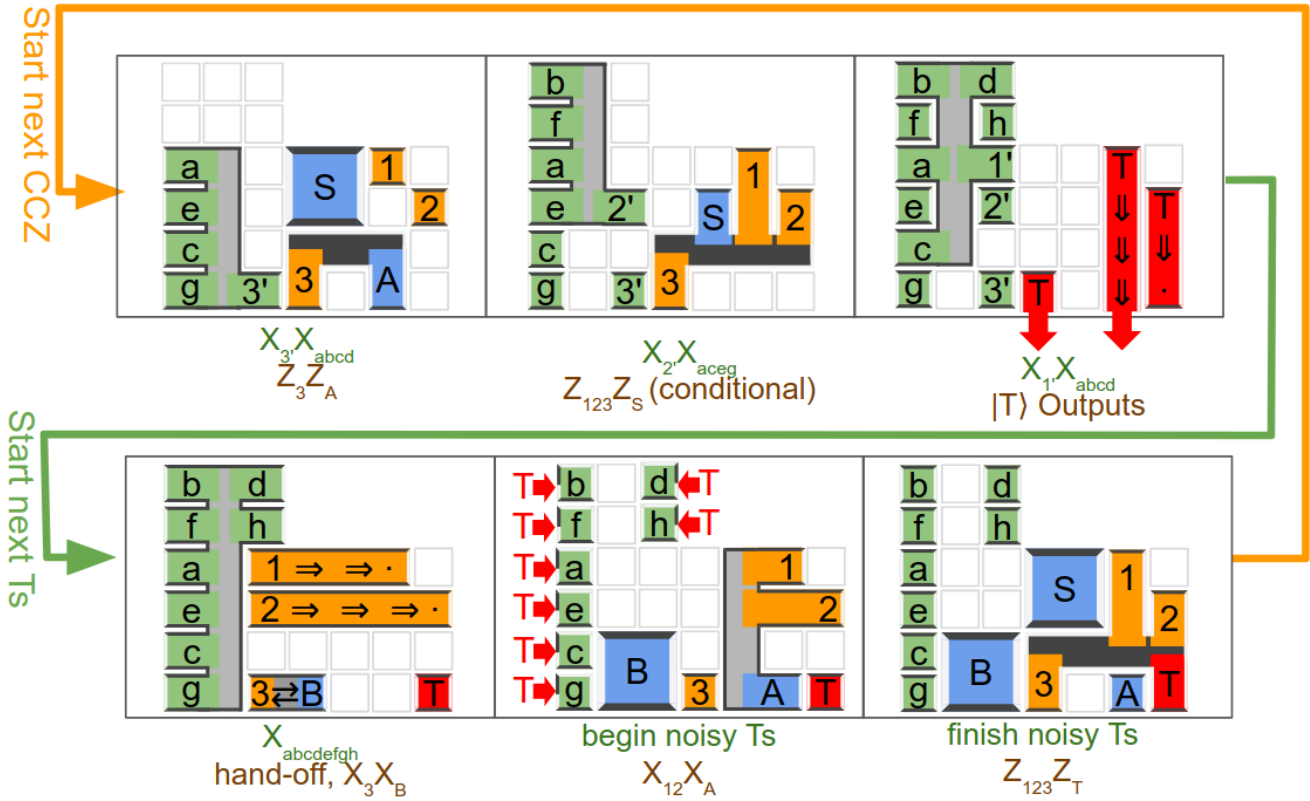 Start next CCZ
a
e
c
g 3'
S 1
2
3 A
b
f
a
e 2'
c
g 3'
S 1 2
3
b d
f h
a 1'
e 2'
c
g 3'
T T T
⇓ ⇓
⇓ .
⇓
X3'Xabcd
Z3ZA
X2'Xaceg
Z123ZS (conditional)
X1'Xabcd
|T⟩ Outputs
Start next Ts
b d
f h
a 1 ⇒ ⇒ ·
e 2 ⇒ ⇒ ⇒ ·
c
g 3⇄B T
T b d T
T f h T
T a 1
T e 2
T c B
T g 3 A T
b d
f h
a S 1
e 2
c B
g 3 A T
Xabcdefgh
hand-off, X3XB
begin noisy Ts
X12XA
finish noisy Ts
Z123ZT